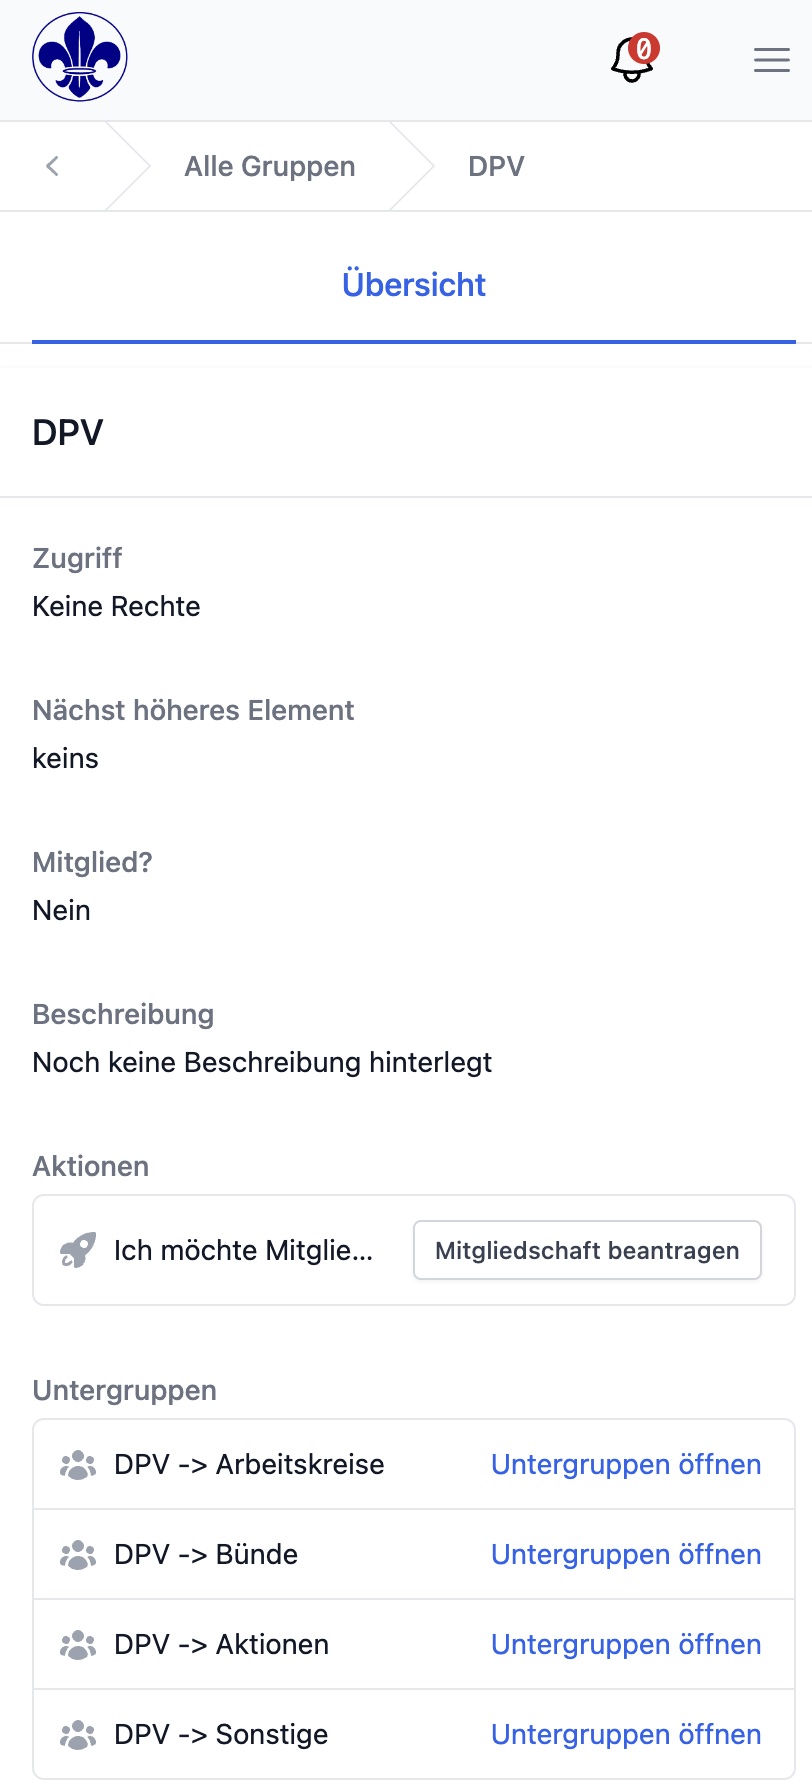 0
Alle Gruppen
DPV
Übersicht
DPV
Zugriff
Keine Rechte
Nächst höheres Element
keins
Mitglied?
Nein
Beschreibung
Noch keine Beschreibung hinterlegt
Aktionen
Ich möchte Mitglie... Mitgliedschaft beantragen
Untergruppen
DPV -> Arbeitskreise Untergruppen öffnen
DPV -> Bünde Untergruppen öffnen
DPV -> Aktionen Untergruppen öffnen
DPV -> Sonstige Untergruppen öffnen